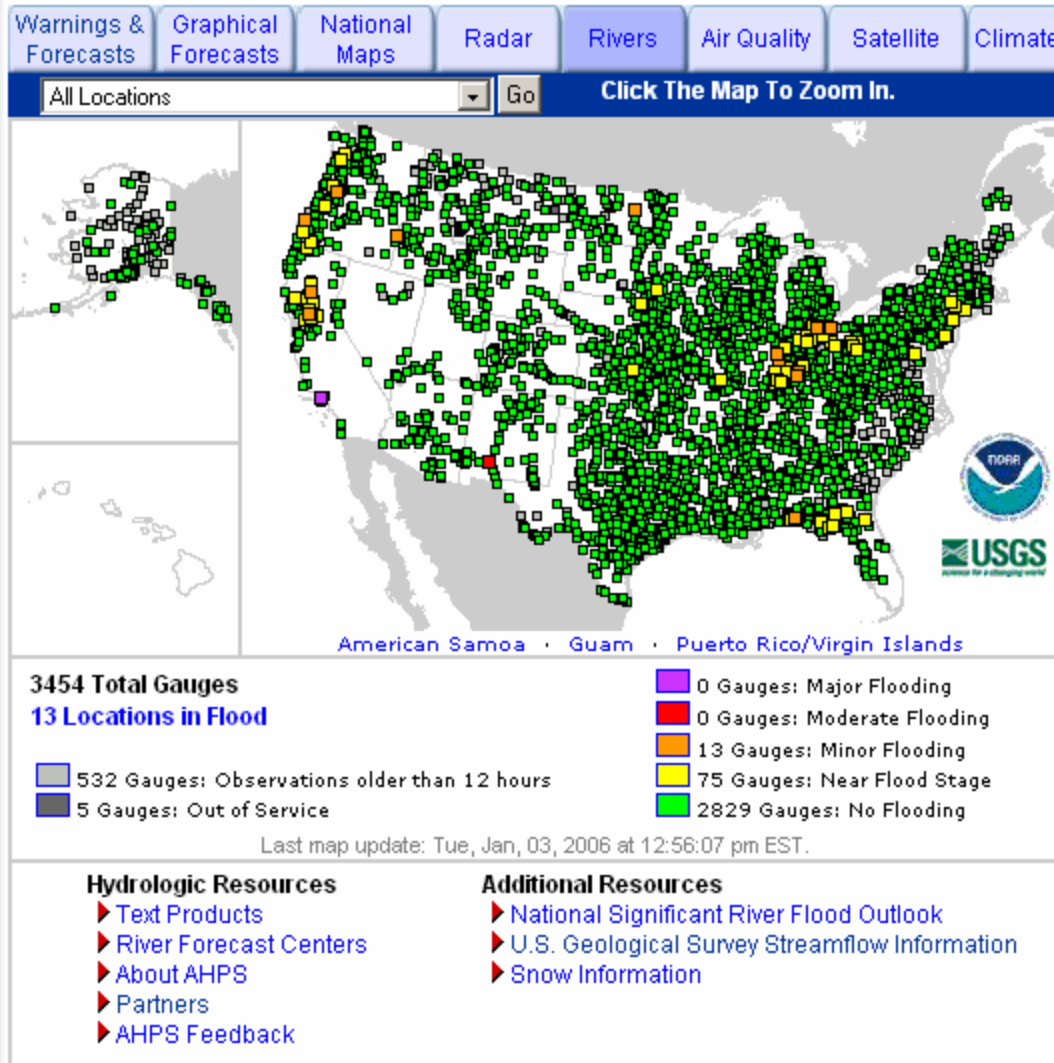 Warnings &
Forecasts
Graphical
Forecasts
National
Maps
Radar
Rivers
Air Quality
Satellite
Climate
All Locations
Go
Click The Map To Zoom In.
NOAA
USGS
science for a changing world
American Samoa · Guam · Puerto Rico/Virgin Islands
3454 Total Gauges
13 Locations in Flood
532 Gauges: Observations older than 12 hours
5 Gauges: Out of Service
0 Gauges: Major Flooding
0 Gauges: Moderate Flooding
13 Gauges: Minor Flooding
75 Gauges: Near Flood Stage
2829 Gauges: No Flooding
Last map update: Tue, Jan, 03, 2006 at 12:56:07 pm EST.
Hydrologic Resources
Text Products
River Forecast Centers
About AHPS
Partners
AHPS Feedback
Additional Resources
National Significant River Flood Outlook
U.S. Geological Survey Streamflow Information
Snow Information